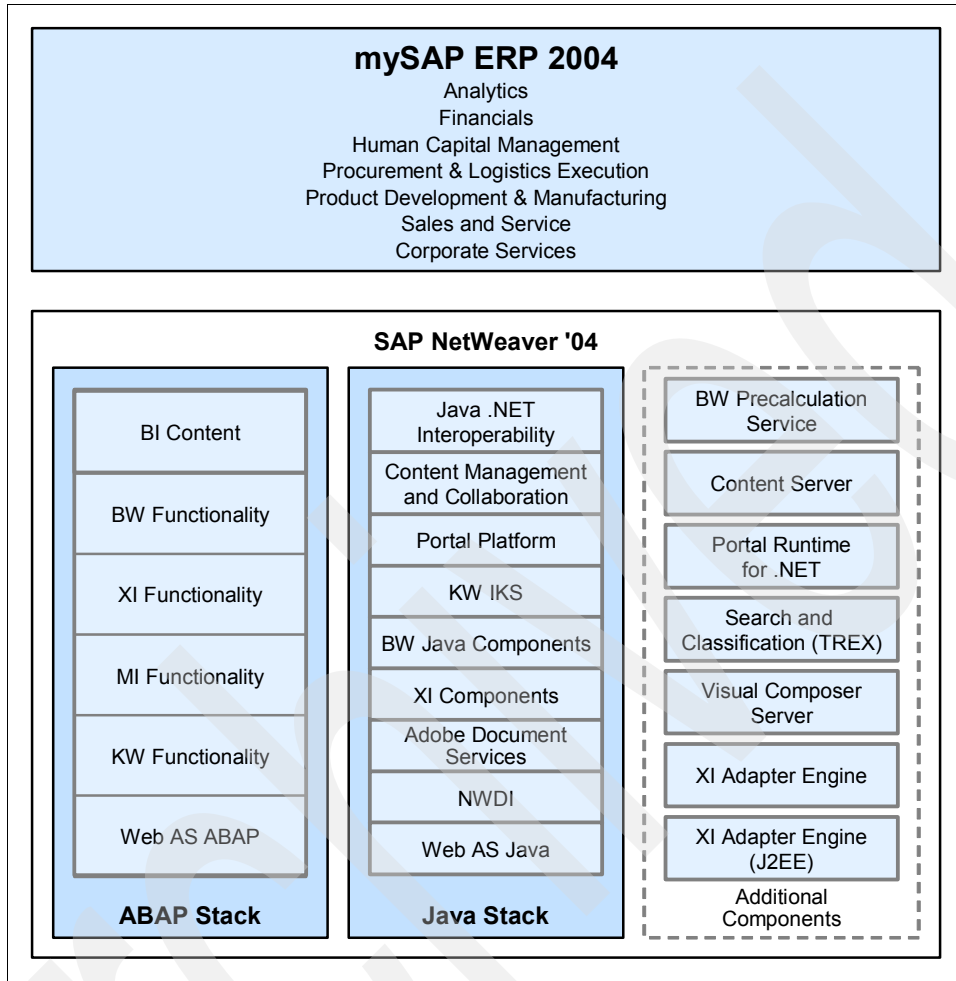 mySAP ERP 2004
Analytics
Financials
Human Capital Management
Procurement & Logistics Execution
Product Development & Manufacturing
Sales and Service
Corporate Services
SAP NetWeaver '04
BI Content
BW Functionality
XI Functionality
MI Functionality
KW Functionality
Web AS ABAP
ABAP Stack
Java .NET
Interoperability
Content Management
and Collaboration
Portal Platform
KW IKS
BW Java Components
XI Components
Adobe Document
Services
NWDI
Web AS Java
Java Stack
BW Precalculation
Service
Content Server
Portal Runtime
for .NET
Search and
Classification (TREX)
Visual Composer
Server
XI Adapter Engine
XI Adapter Engine
(J2EE)
Additional
Components